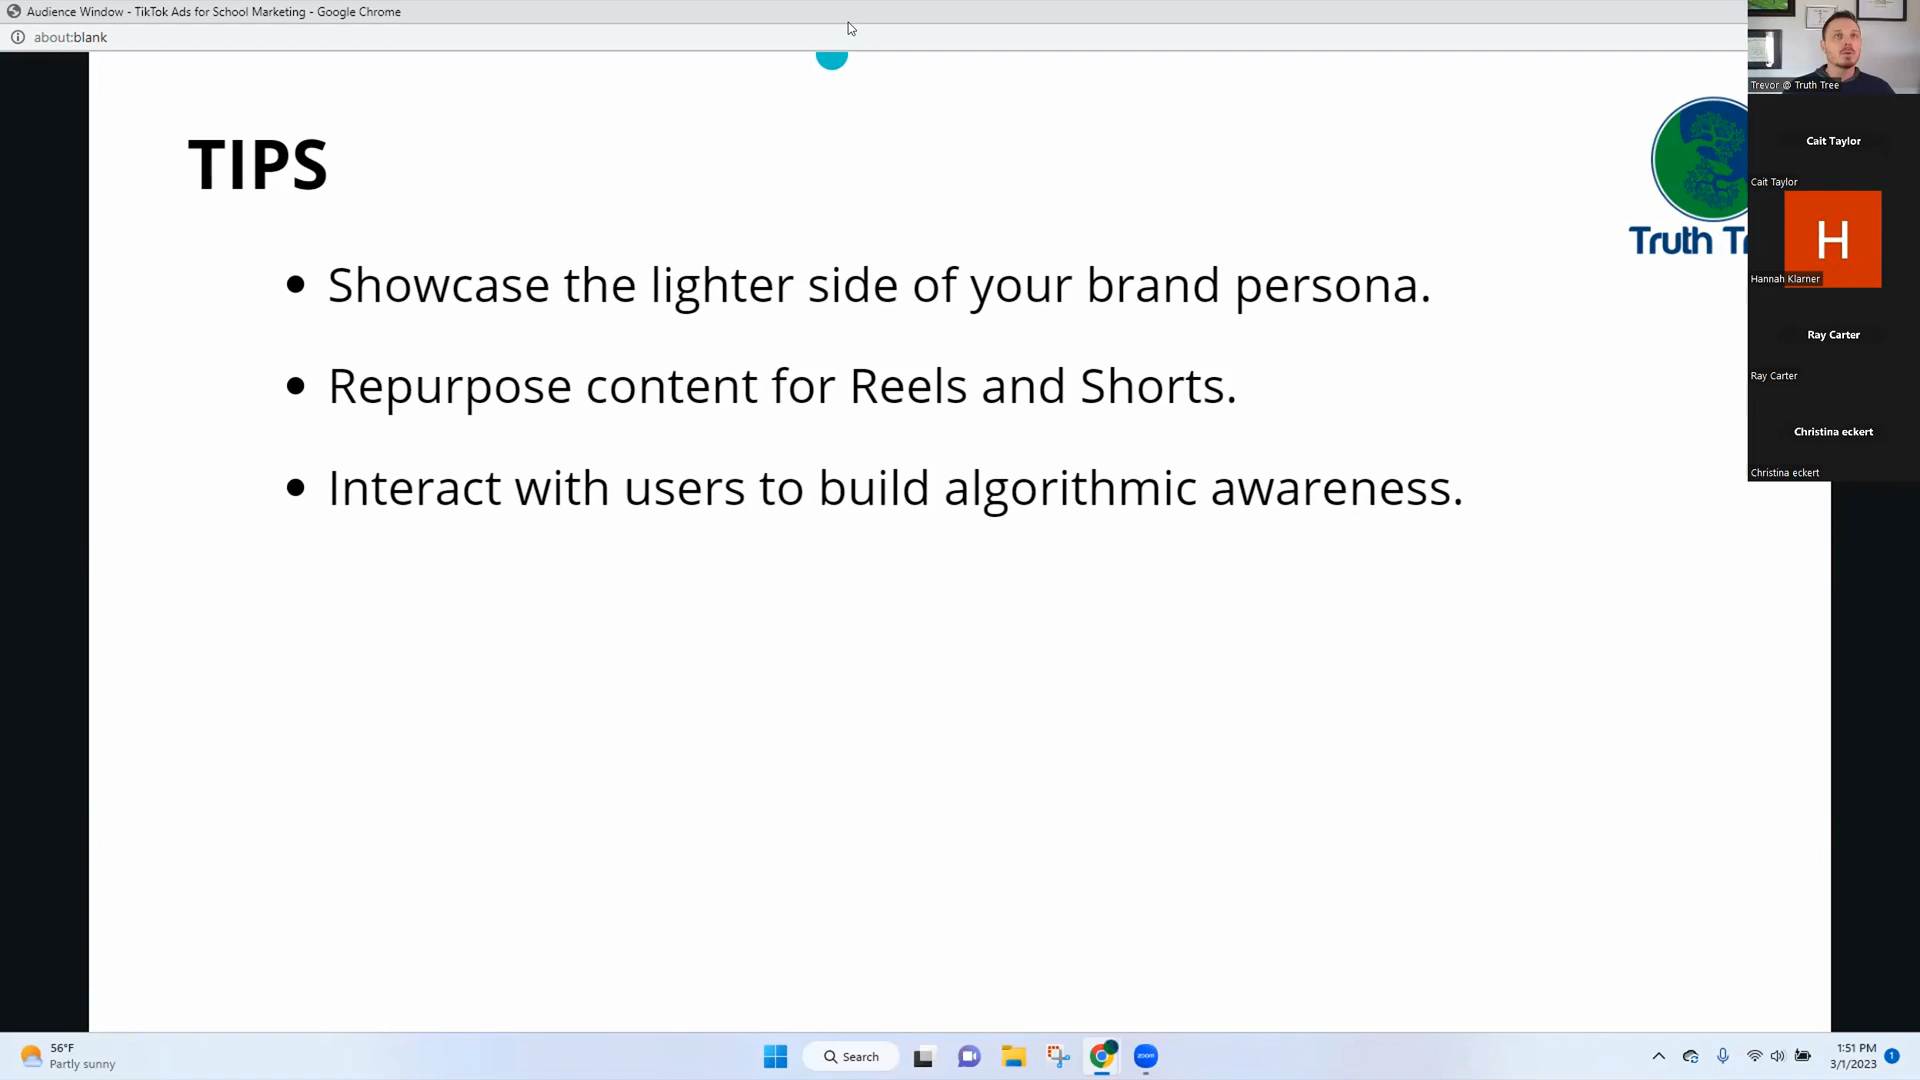 Audience Window - TikTok Ads for School Marketing - Google Chrome
about:blank
Trevor @ Truth Tree
TIPS
Truth
Cait Taylor
Cait Taylor
H
Hannah Klarner
Ray Carter
Ray Carter
Christina eckert
Christina eckert
• Showcase the lighter side of your brand persona.
• Repurpose content for Reels and Shorts.
• Interact with users to build algorithmic awareness.
56°F
Partly sunny
Search
zoom
1:51 PM
3/1/2023
1